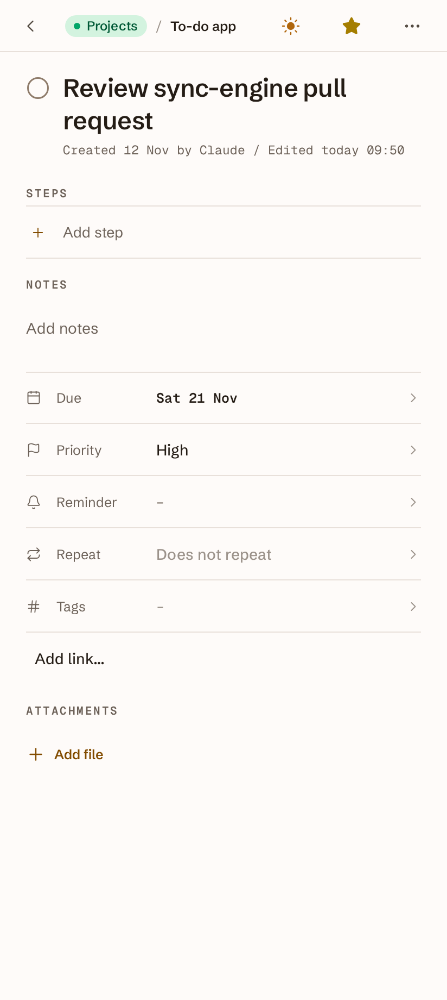 Projects / To-do app
Review sync-engine pull
request
Created 12 Nov by Claude / Edited today 09:50
STEPS
+ Add step
NOTES
Add notes
Due Sat 21 Nov
Priority High
Reminder –
Repeat Does not repeat
Tags –
Add link…
ATTACHMENTS
+ Add file